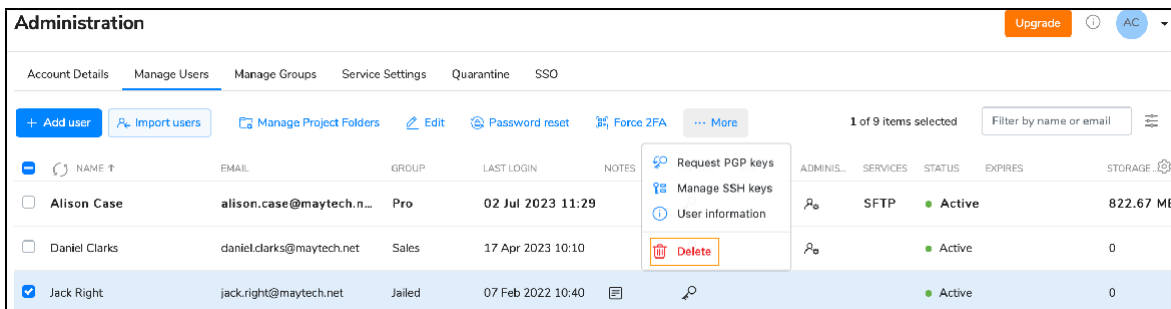 Administration
Upgrade
AC
Account Details Manage Users Manage Groups Service Settings Quarantine SSO
+ Add user Import users Manage Project Folders Edit Password reset Force 2FA ··· More 1 of 9 items selected Filter by name or email
Request PGP keys
Manage SSH keys
User information
Delete
NAME ↑ EMAIL GROUP LAST LOGIN NOTES ADMINIS... SERVICES STATUS EXPIRES STORAGE...
Alison Case alison.case@maytech.n... Pro 02 Jul 2023 11:29 SFTP Active 822.67 MB
Daniel Clarks daniel.clarks@maytech.net Sales 17 Apr 2023 10:10 Active 0
Jack Right jack.right@maytech.net Jailed 07 Feb 2022 10:40 Active 0